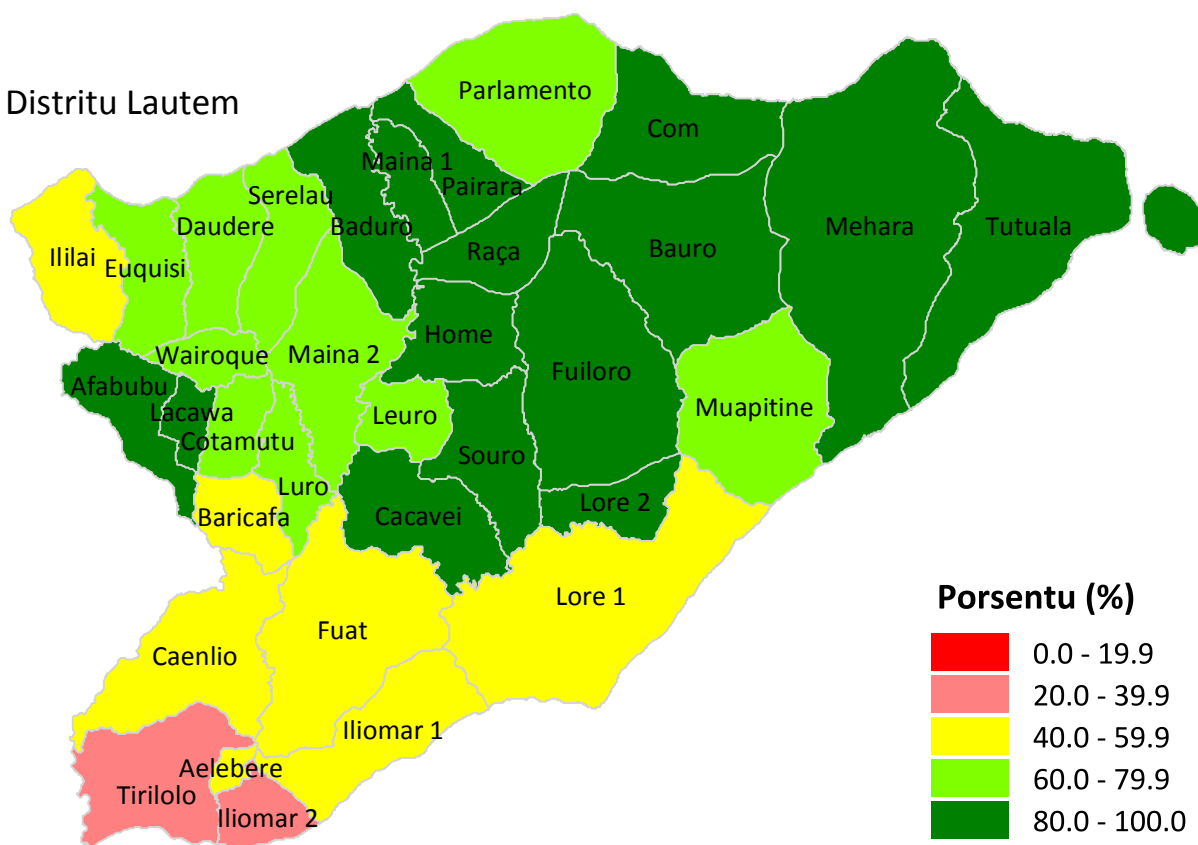 Distritu Lautem
Parlamento
Com
Maina 1
Pairara
Serelau
Daudere
Baduro
Mehara
Tutuala
Ililai
Euquisi
Raça
Bauro
Home
Wairoque
Maina 2
Fuiloro
Afabubu
Lacawa
Leuro
Muapitine
Cotamutu
Souro
Luro
Lore 2
Baricafa
Cacavei
Lore 1
Fuat
Caenlio
Iliomar 1
Aelebere
Tirilolo
Iliomar 2
Porsentu (%)
0.0 - 19.9
20.0 - 39.9
40.0 - 59.9
60.0 - 79.9
80.0 - 100.0